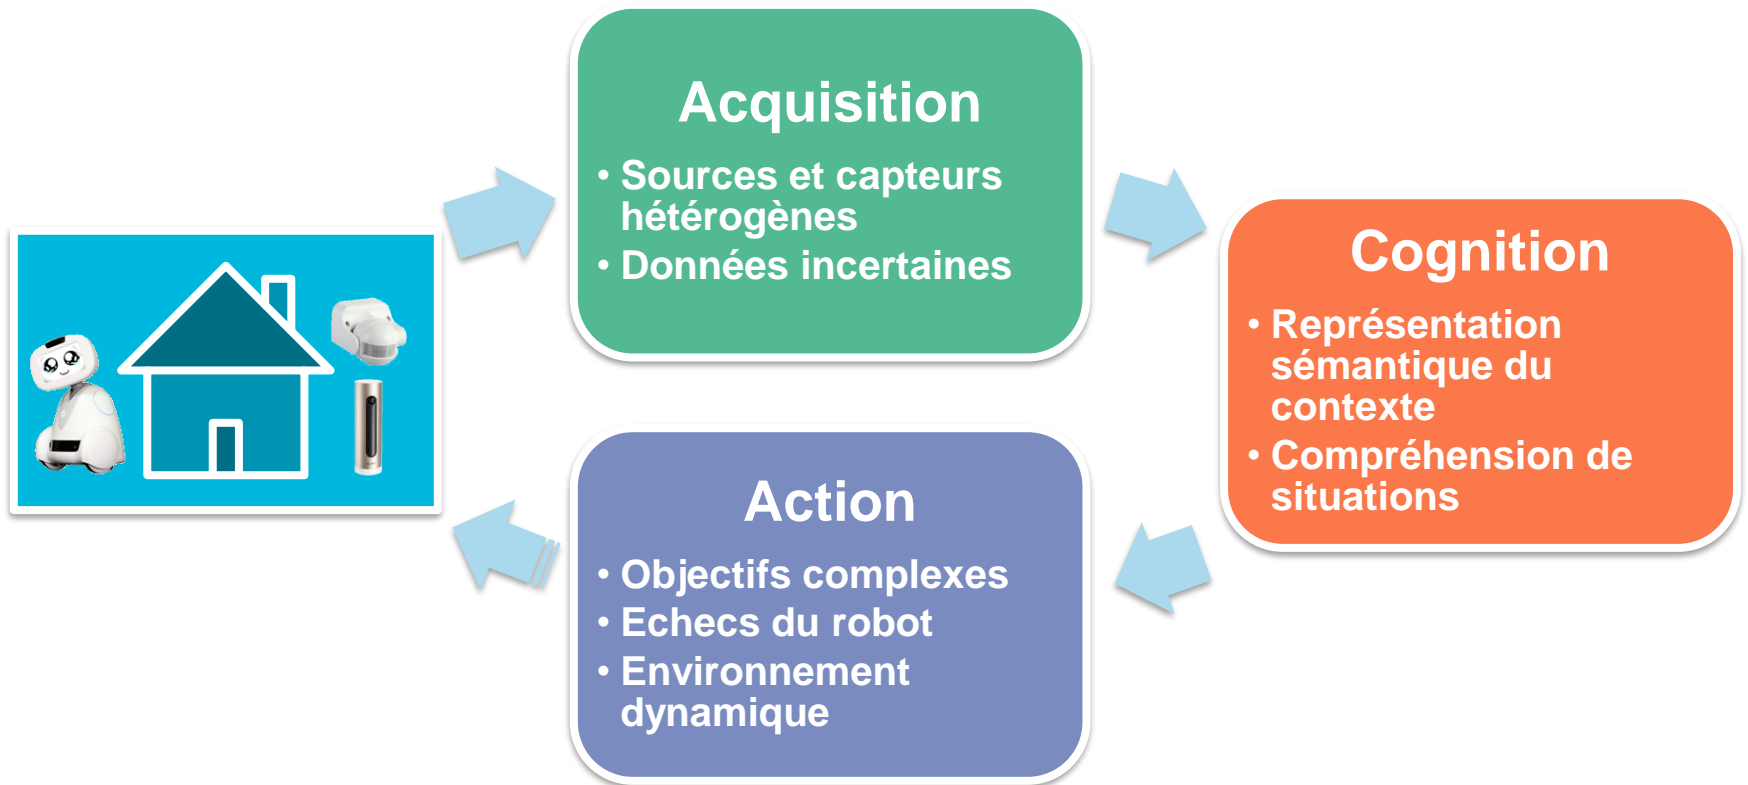 Acquisition
• Sources et capteurs
hétérogènes
• Données incertaines
Cognition
• Représentation
sémantique du
contexte
• Compréhension de
situations
Action
• Objectifs complexes
• Echecs du robot
• Environnement
dynamique